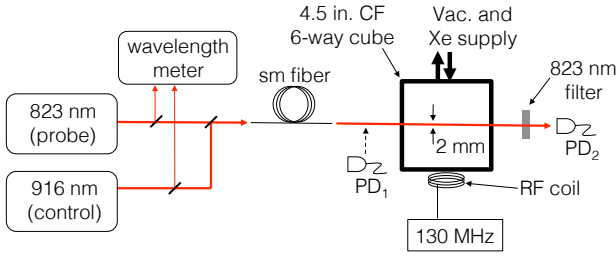 wavelength
meter
823 nm
(probe)
916 nm
(control)
sm fiber
4.5 in. CF
6-way cube
Vac. and
Xe supply
823 nm
filter
2 mm
PD1
PD2
RF coil
130 MHz